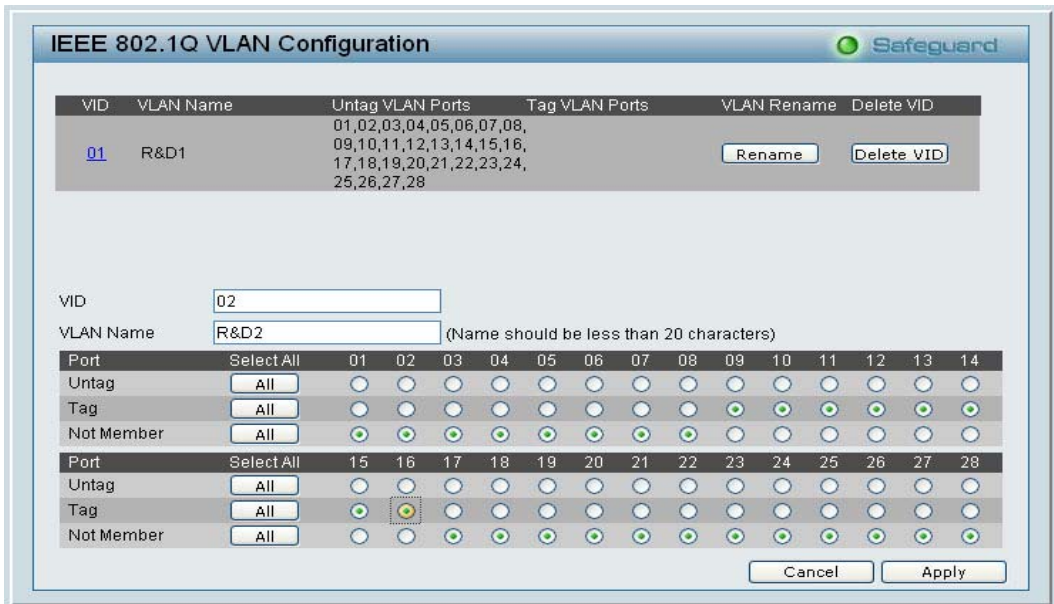 IEEE 802.1Q VLAN Configuration
Safeguard
VID VLAN Name Untag VLAN Ports Tag VLAN Ports VLAN Rename Delete VID
01 R&D1 01,02,03,04,05,06,07,08, Rename Delete VID
09,10,11,12,13,14,15,16,
17,18,19,20,21,22,23,24,
25,26,27,28
VID 02
VLAN Name R&D2 (Name should be less than 20 characters)
Port Select All 01 02 03 04 05 06 07 08 09 10 11 12 13 14
Untag All
Tag All
Not Member All
Port Select All 15 16 17 18 19 20 21 22 23 24 25 26 27 28
Untag All
Tag All
Not Member All
Cancel Apply